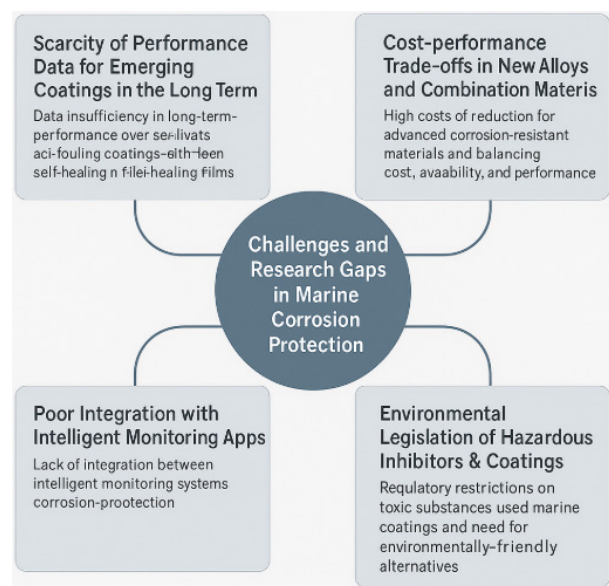 Scarcity of Performance
Data for Emerging
Coatings in the Long Term
Data insufficiency in long-term-
performance over
coatings
self-healing
Cost-performance
Trade-offs in New Alloys
and Combination Materis
High costs of reduction for
advanced corrosion-resistant
materials and balancing
cost, avaability, and performance
Challenges and
Research Gaps
in Marine
Corrosion
Protection
Poor Integration with
Intelligent Monitoring Apps
Lack of integration between
intelligent monitoring systems
corrosion-prootection
Environmental
Legislation of Hazardous
Inhibitors & Coatings
Requlatory restrictions on
toxic substances used marine
coatings and need for
environmentally-friendly
alternatives